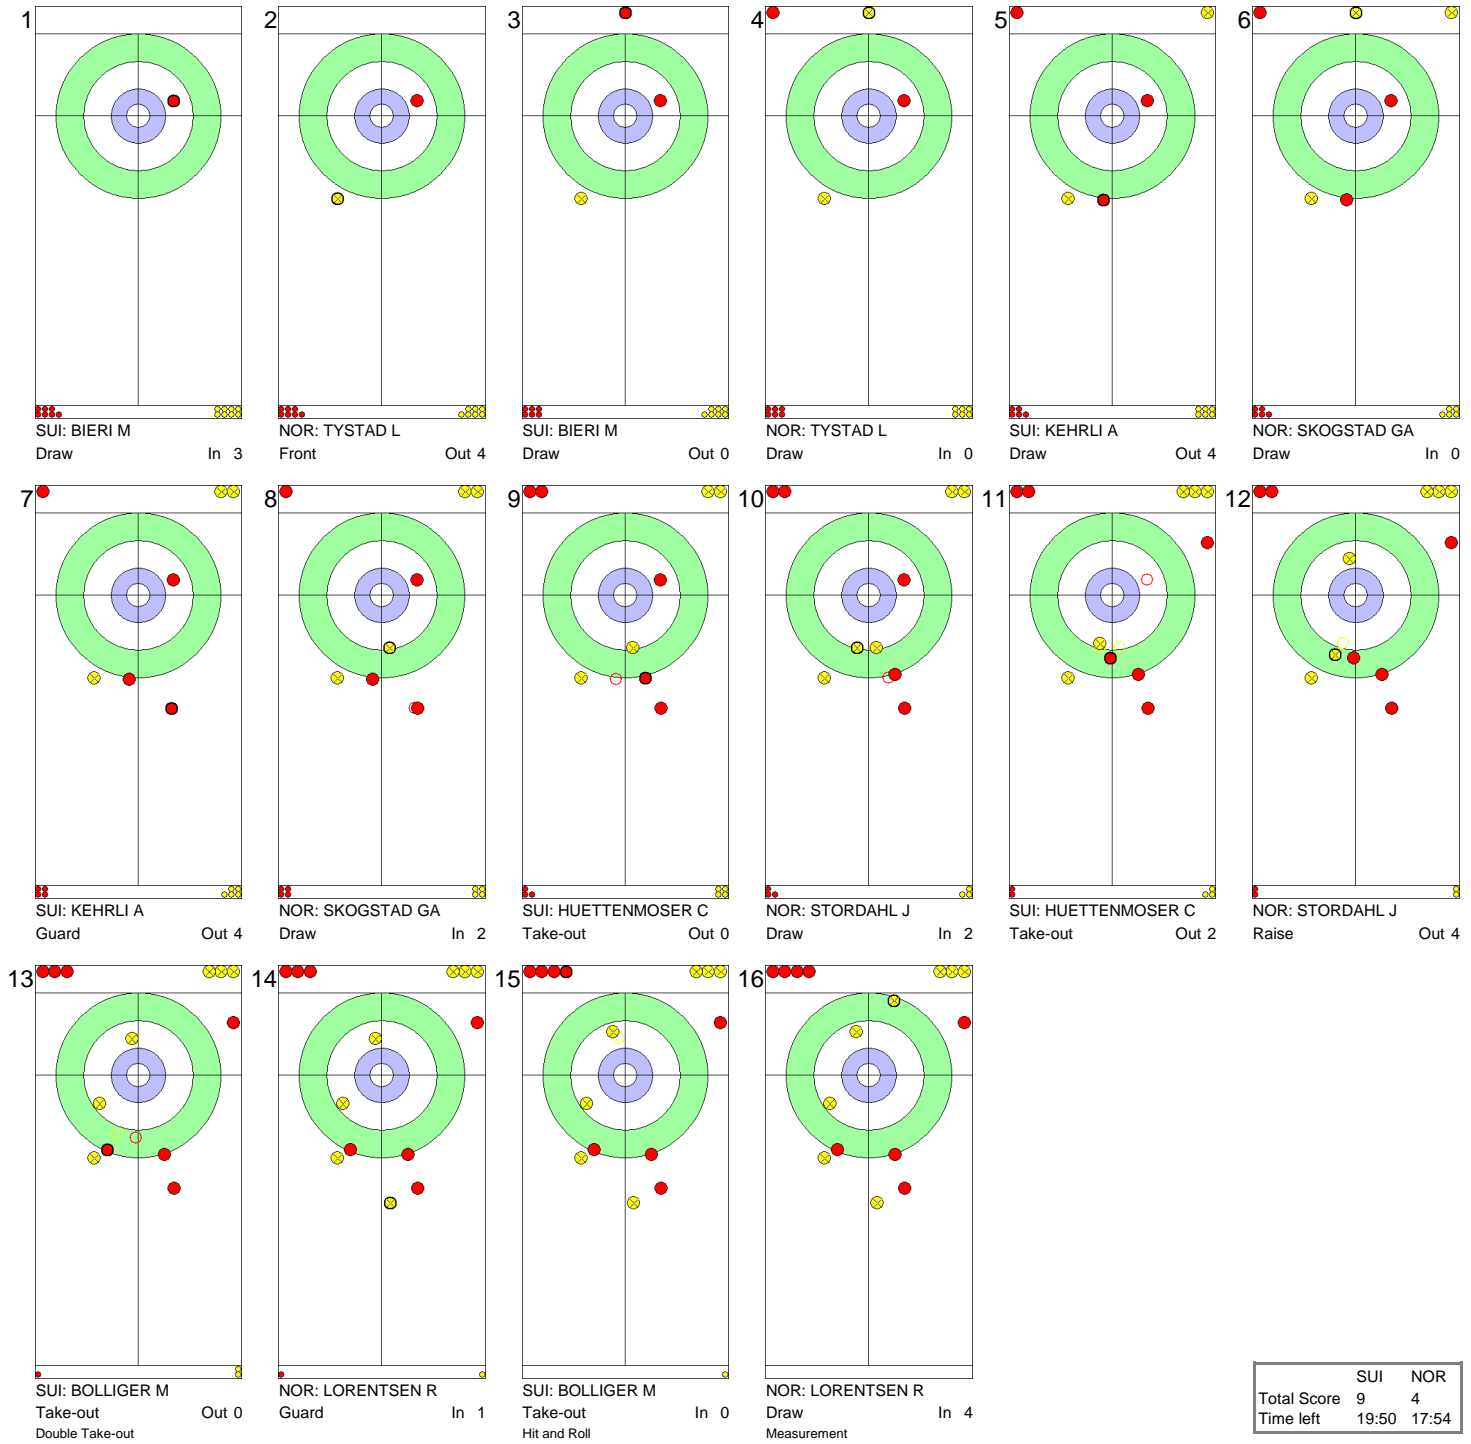 1 2 3 4 5 6
SUI: BIERI M NOR: TYSTAD L SUI: BIERI M NOR: TYSTAD L SUI: KEHRLI A NOR: SKOGSTAD GA
Draw In 3 Front Out 4 Draw Out 0 Draw In 0 Draw Out 4 Draw In 0
7 8 9 10 11 12
SUI: KEHRLI A NOR: SKOGSTAD GA SUI: HUETTENMOSER C NOR: STORDAHL J SUI: HUETTENMOSER C NOR: STORDAHL J
Guard Out 4 Draw In 2 Take-out Out 0 Draw In 2 Take-out Out 2 Raise Out 4
13 14 15 16
SUI: BOLLIGER M NOR: LORENTSEN R SUI: BOLLIGER M NOR: LORENTSEN R
Take-out Out 0 Guard In 1 Take-out In 0 Draw In 4
Double Take-out Hit and Roll Measurement
SUI NOR
Total Score 9 4
Time left 19:50 17:54